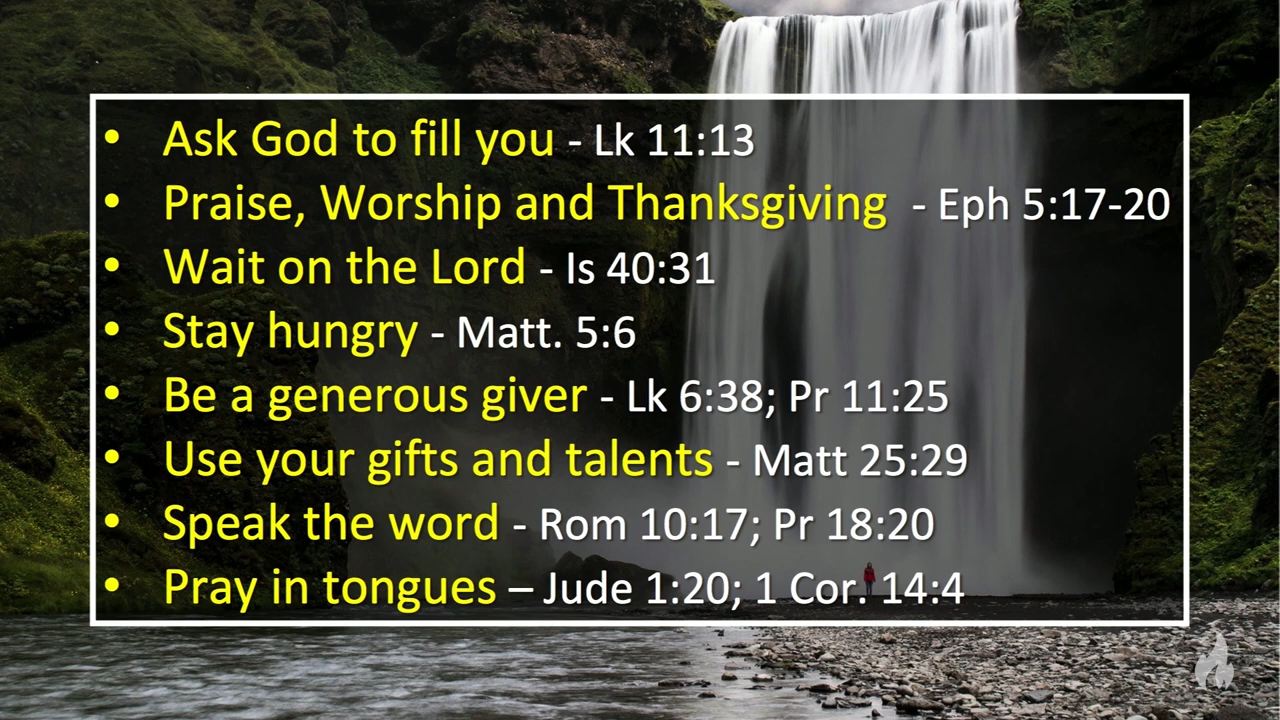 • Ask God to fill you - Lk 11:13
• Praise, Worship and Thanksgiving - Eph 5:17-20
• Wait on the Lord - Is 40:31
• Stay hungry - Matt. 5:6
• Be a generous giver - Lk 6:38; Pr 11:25
• Use your gifts and talents - Matt 25:29
• Speak the word - Rom 10:17; Pr 18:20
• Pray in tongues – Jude 1:20; 1 Cor. 14:4